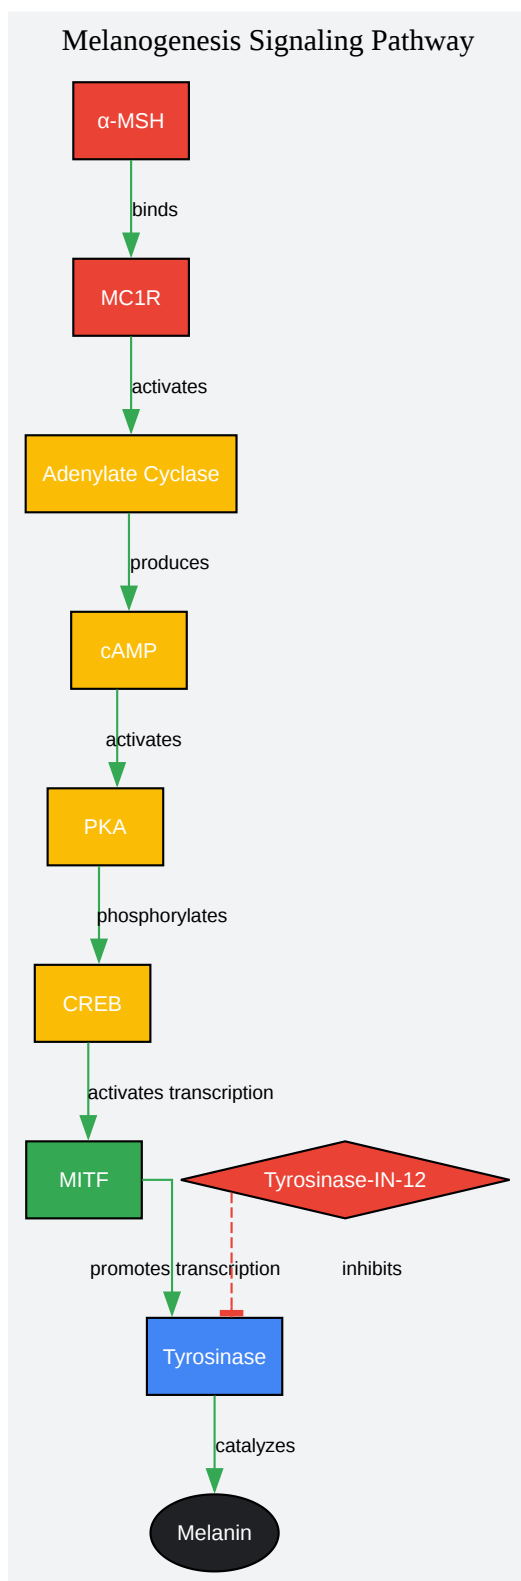 Melanogenesis Signaling Pathway
α-MSH
binds
MC1R
activates
Adenylate Cyclase
produces
cAMP
activates
PKA
phosphorylates
CREB
activates transcription
MITF
Tyrosinase-IN-12
promotes transcription
inhibits
Tyrosinase
catalyzes
Melanin